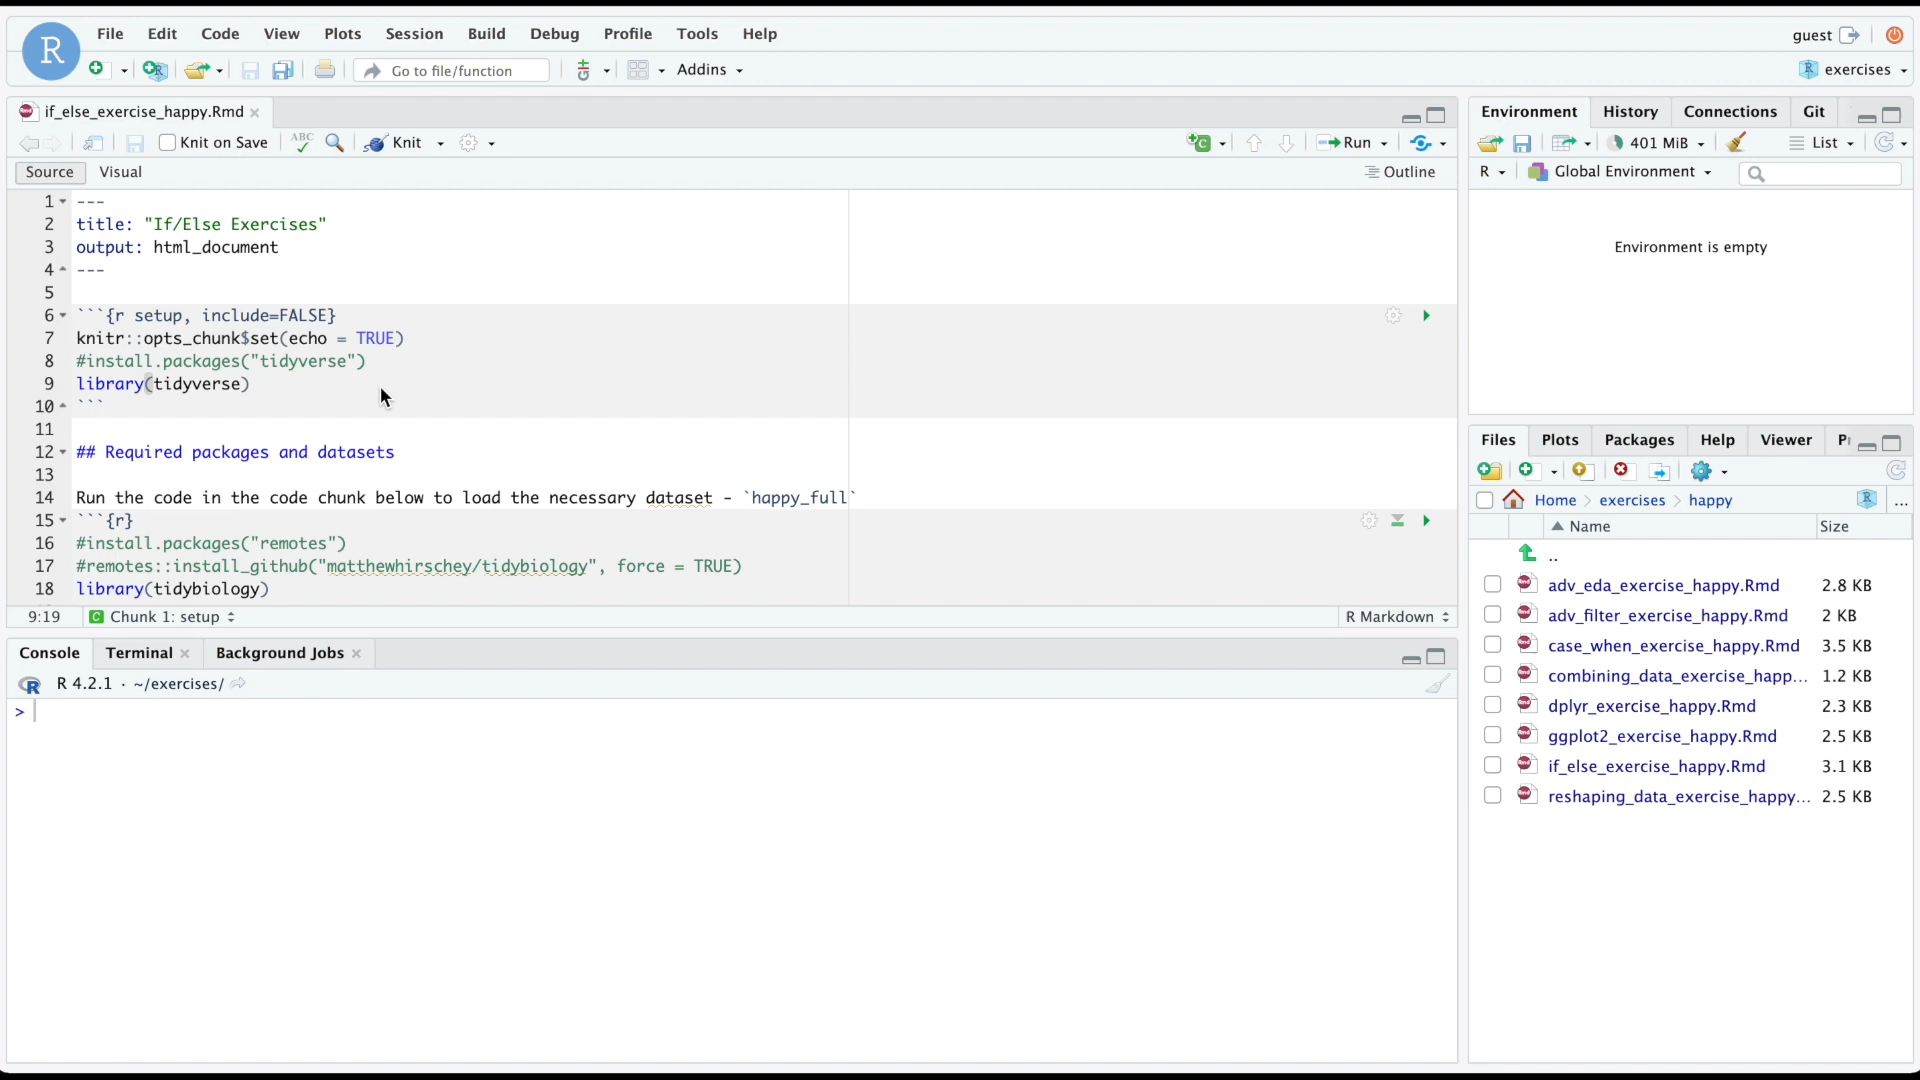 R File Edit Code View Plots Session Build Debug Profile Tools Help guest
Go to file/function Addins exercises
if_else_exercise_happy.Rmd
Knit on Save ABC Knit Run
Source Visual Outline
1 ---
2 title: "If/Else Exercises"
3 output: html_document
4 ---
5
6 ```{r setup, include=FALSE}
7 knitr::opts_chunk$set(echo = TRUE)
8 #install.packages("tidyverse")
9 library(tidyverse)
10 ```
11
12 ## Required packages and datasets
13
14 Run the code in the code chunk below to load the necessary dataset - `happy_full`
15 ```{r}
16 #install.packages("remotes")
17 #remotes::install_github("matthewhirschey/tidybiology", force = TRUE)
18 library(tidybiology)
9:19 Chunk 1: setup R Markdown
Console Terminal Background Jobs
R 4.2.1 · ~/exercises/
>
Environment History Connections Git
401 MiB List
R Global Environment
Environment is empty
Files Plots Packages Help Viewer
Home exercises happy ...
Name Size
..
adv_eda_exercise_happy.Rmd 2.8 KB
adv_filter_exercise_happy.Rmd 2 KB
case_when_exercise_happy.Rmd 3.5 KB
combining_data_exercise_happ... 1.2 KB
dplyr_exercise_happy.Rmd 2.3 KB
ggplot2_exercise_happy.Rmd 2.5 KB
if_else_exercise_happy.Rmd 3.1 KB
reshaping_data_exercise_happy... 2.5 KB